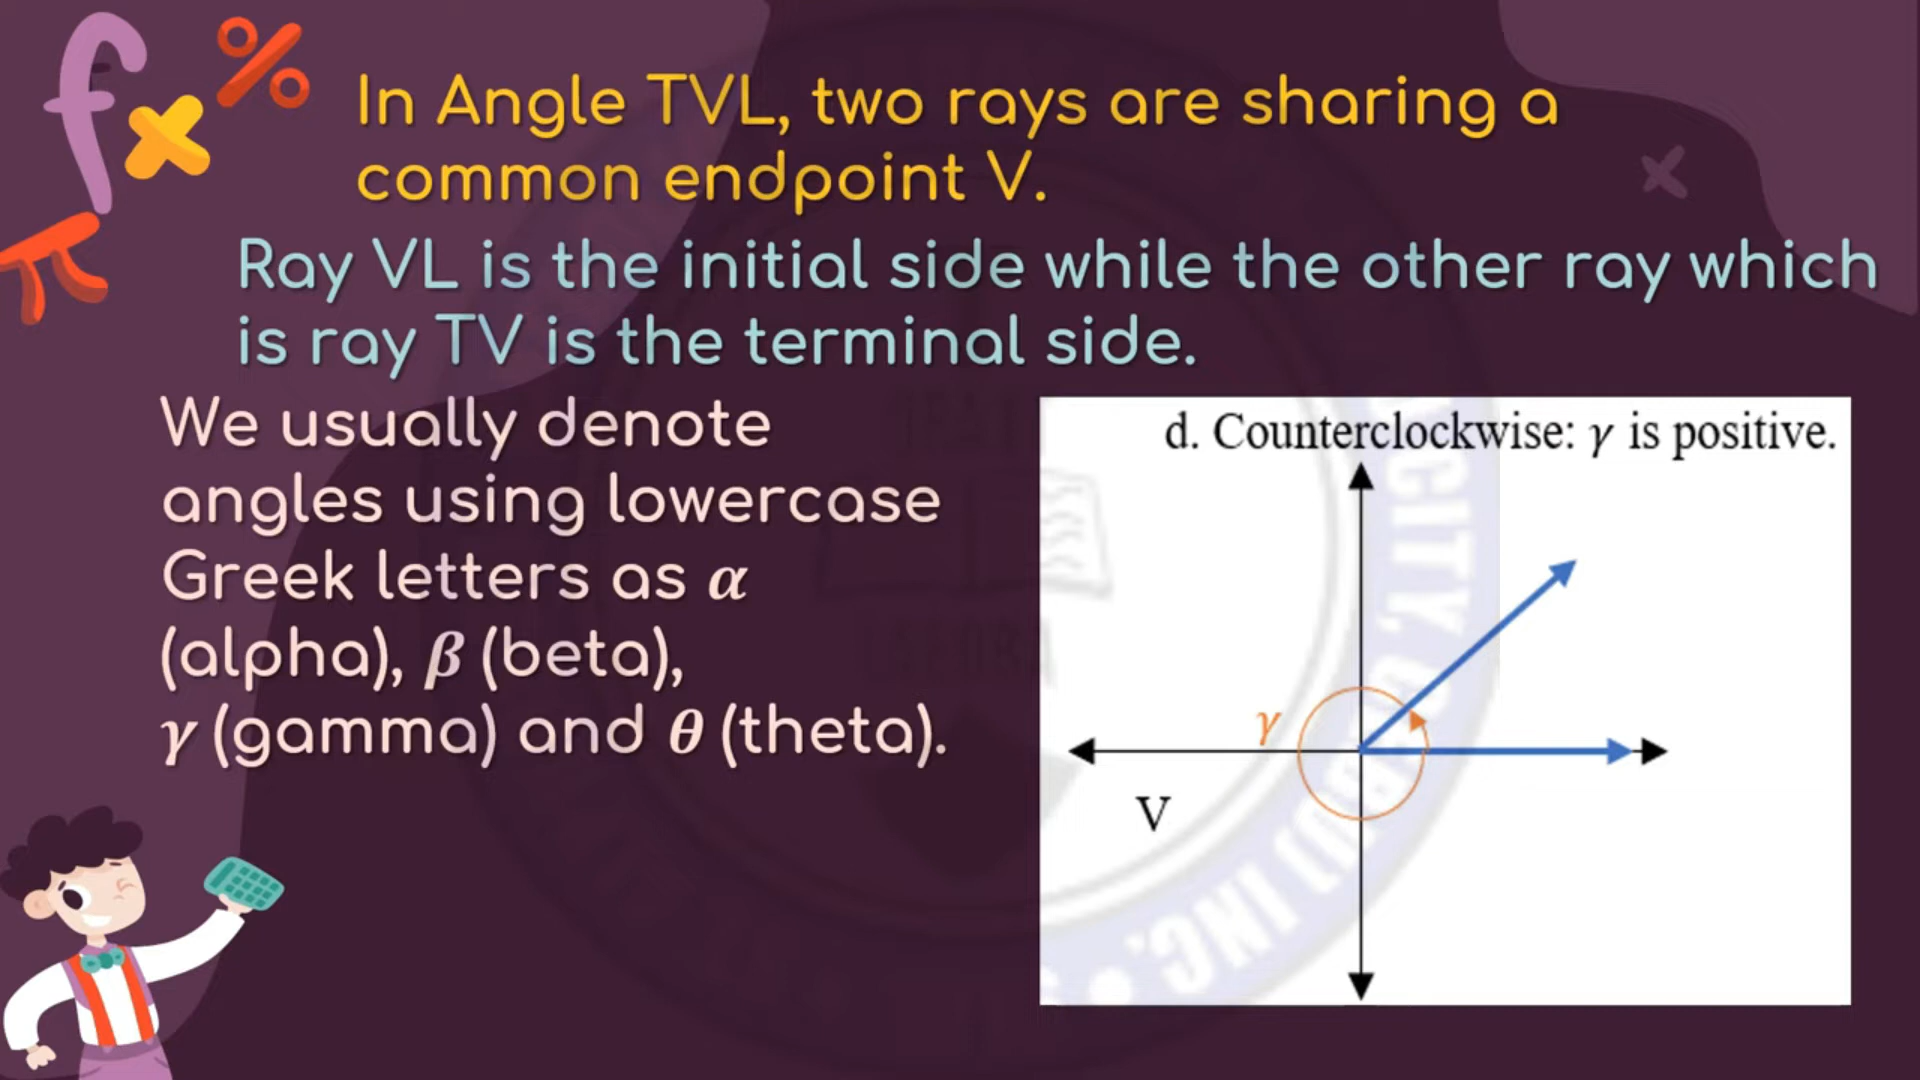 In Angle TVL, two rays are sharing a
common endpoint V.
Ray VL is the initial side while the other ray which
is ray TV is the terminal side.
We usually denote
angles using lowercase
Greek letters as α
(alpha), β (beta),
γ (gamma) and θ (theta).
d. Counterclockwise: γ is positive.
γ
V